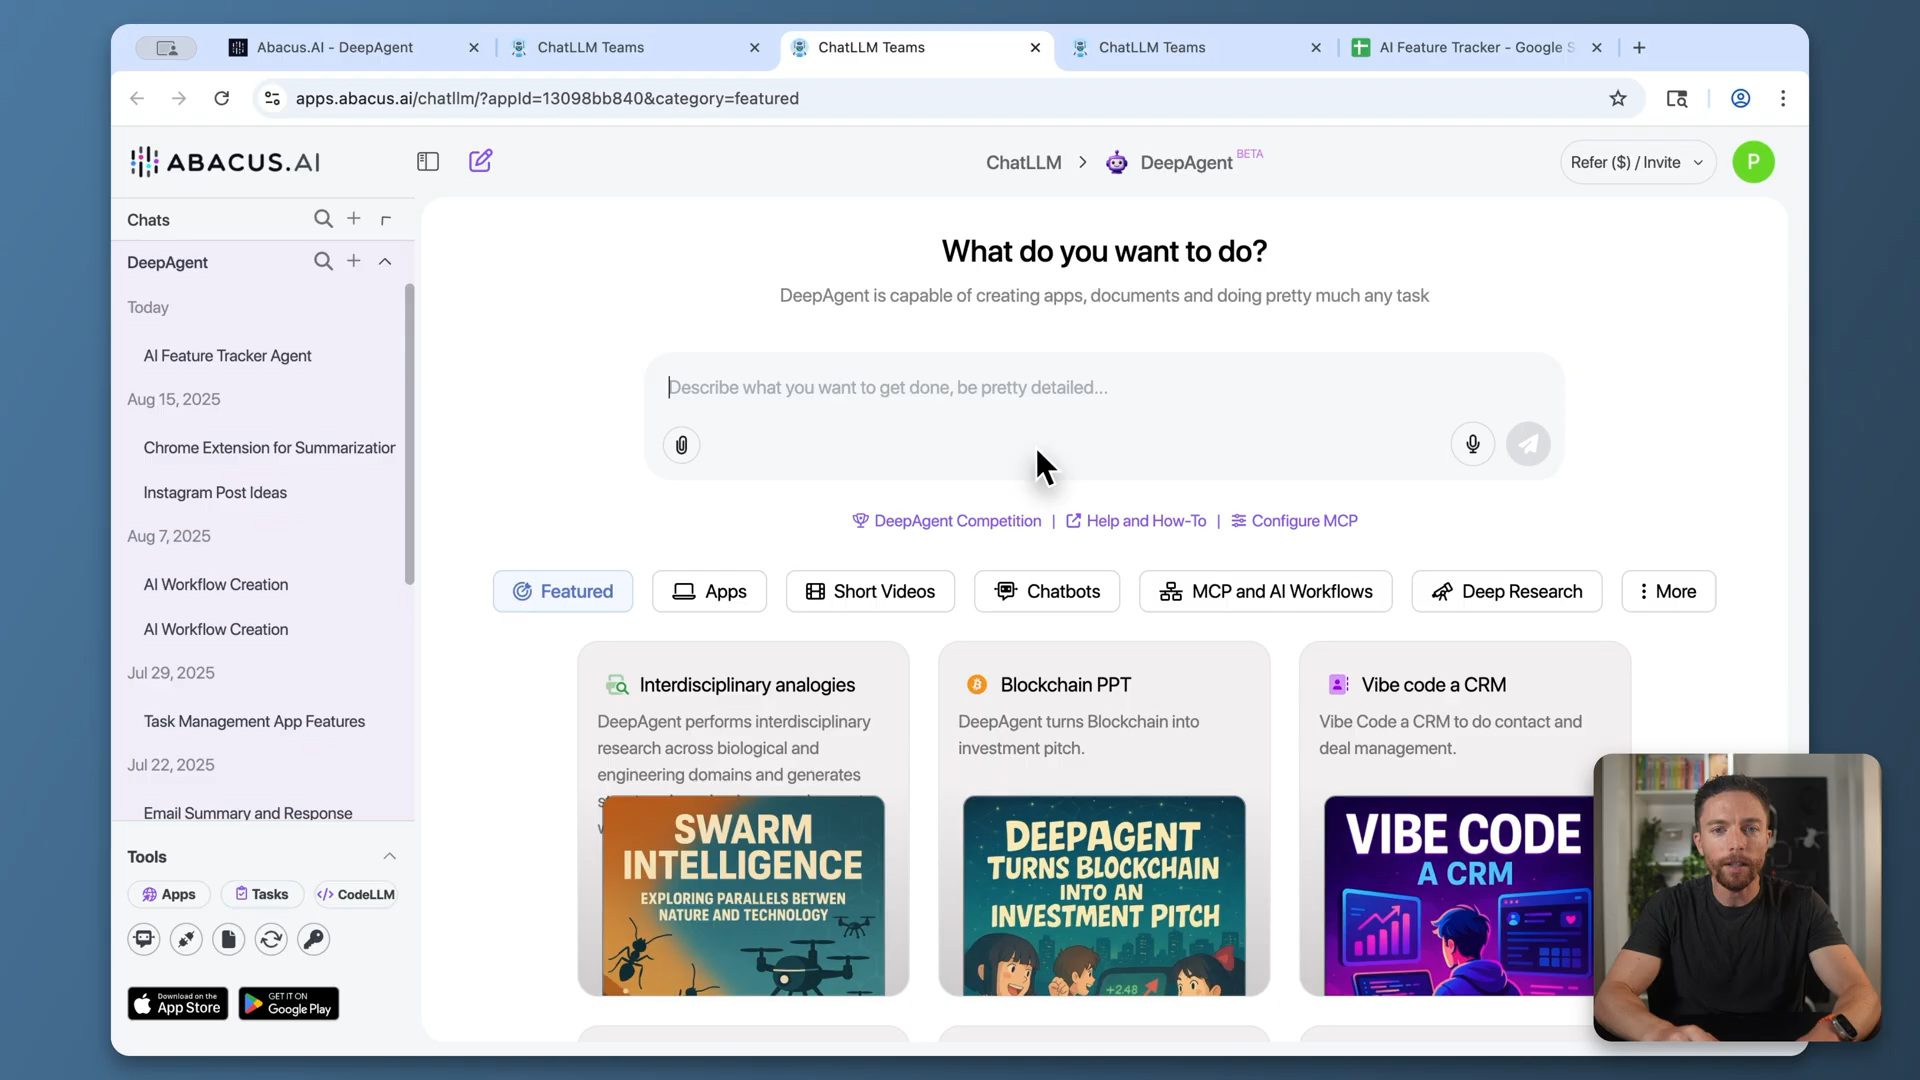 Abacus.AI - DeepAgent
ChatLLM Teams
ChatLLM Teams
ChatLLM Teams
AI Feature Tracker - Google S
apps.abacus.ai/chatllm/?appId=13098bb840&category=featured
ABACUS.AI
ChatLLM > DeepAgent BETA
Refer ($) / Invite
P
Chats
DeepAgent
Today
AI Feature Tracker Agent
Aug 15, 2025
Chrome Extension for Summarization
Instagram Post Ideas
Aug 7, 2025
AI Workflow Creation
AI Workflow Creation
Jul 29, 2025
Task Management App Features
Jul 22, 2025
Email Summary and Response
Tools
Apps
Tasks
</> CodeLLM
Download on the
App Store
GET IT ON
Google Play
What do you want to do?
DeepAgent is capable of creating apps, documents and doing pretty much any task
Describe what you want to get done, be pretty detailed...
DeepAgent Competition | Help and How-To | Configure MCP
Featured
Apps
Short Videos
Chatbots
MCP and AI Workflows
Deep Research
More
Interdisciplinary analogies
DeepAgent performs interdisciplinary
research across biological and
engineering domains and generates
SWARM
INTELLIGENCE
EXPLORING PARALLELS BETWEN
NATURE AND TECHNOLOGY
Blockchain PPT
DeepAgent turns Blockchain into
investment pitch.
DEEPAGENT
TURNS BLOCKCHAIN
INTO AN
INVESTMENT PITCH
+2.48
Vibe code a CRM
Vibe Code a CRM to do contact and
deal management.
VIBE CODE
A CRM